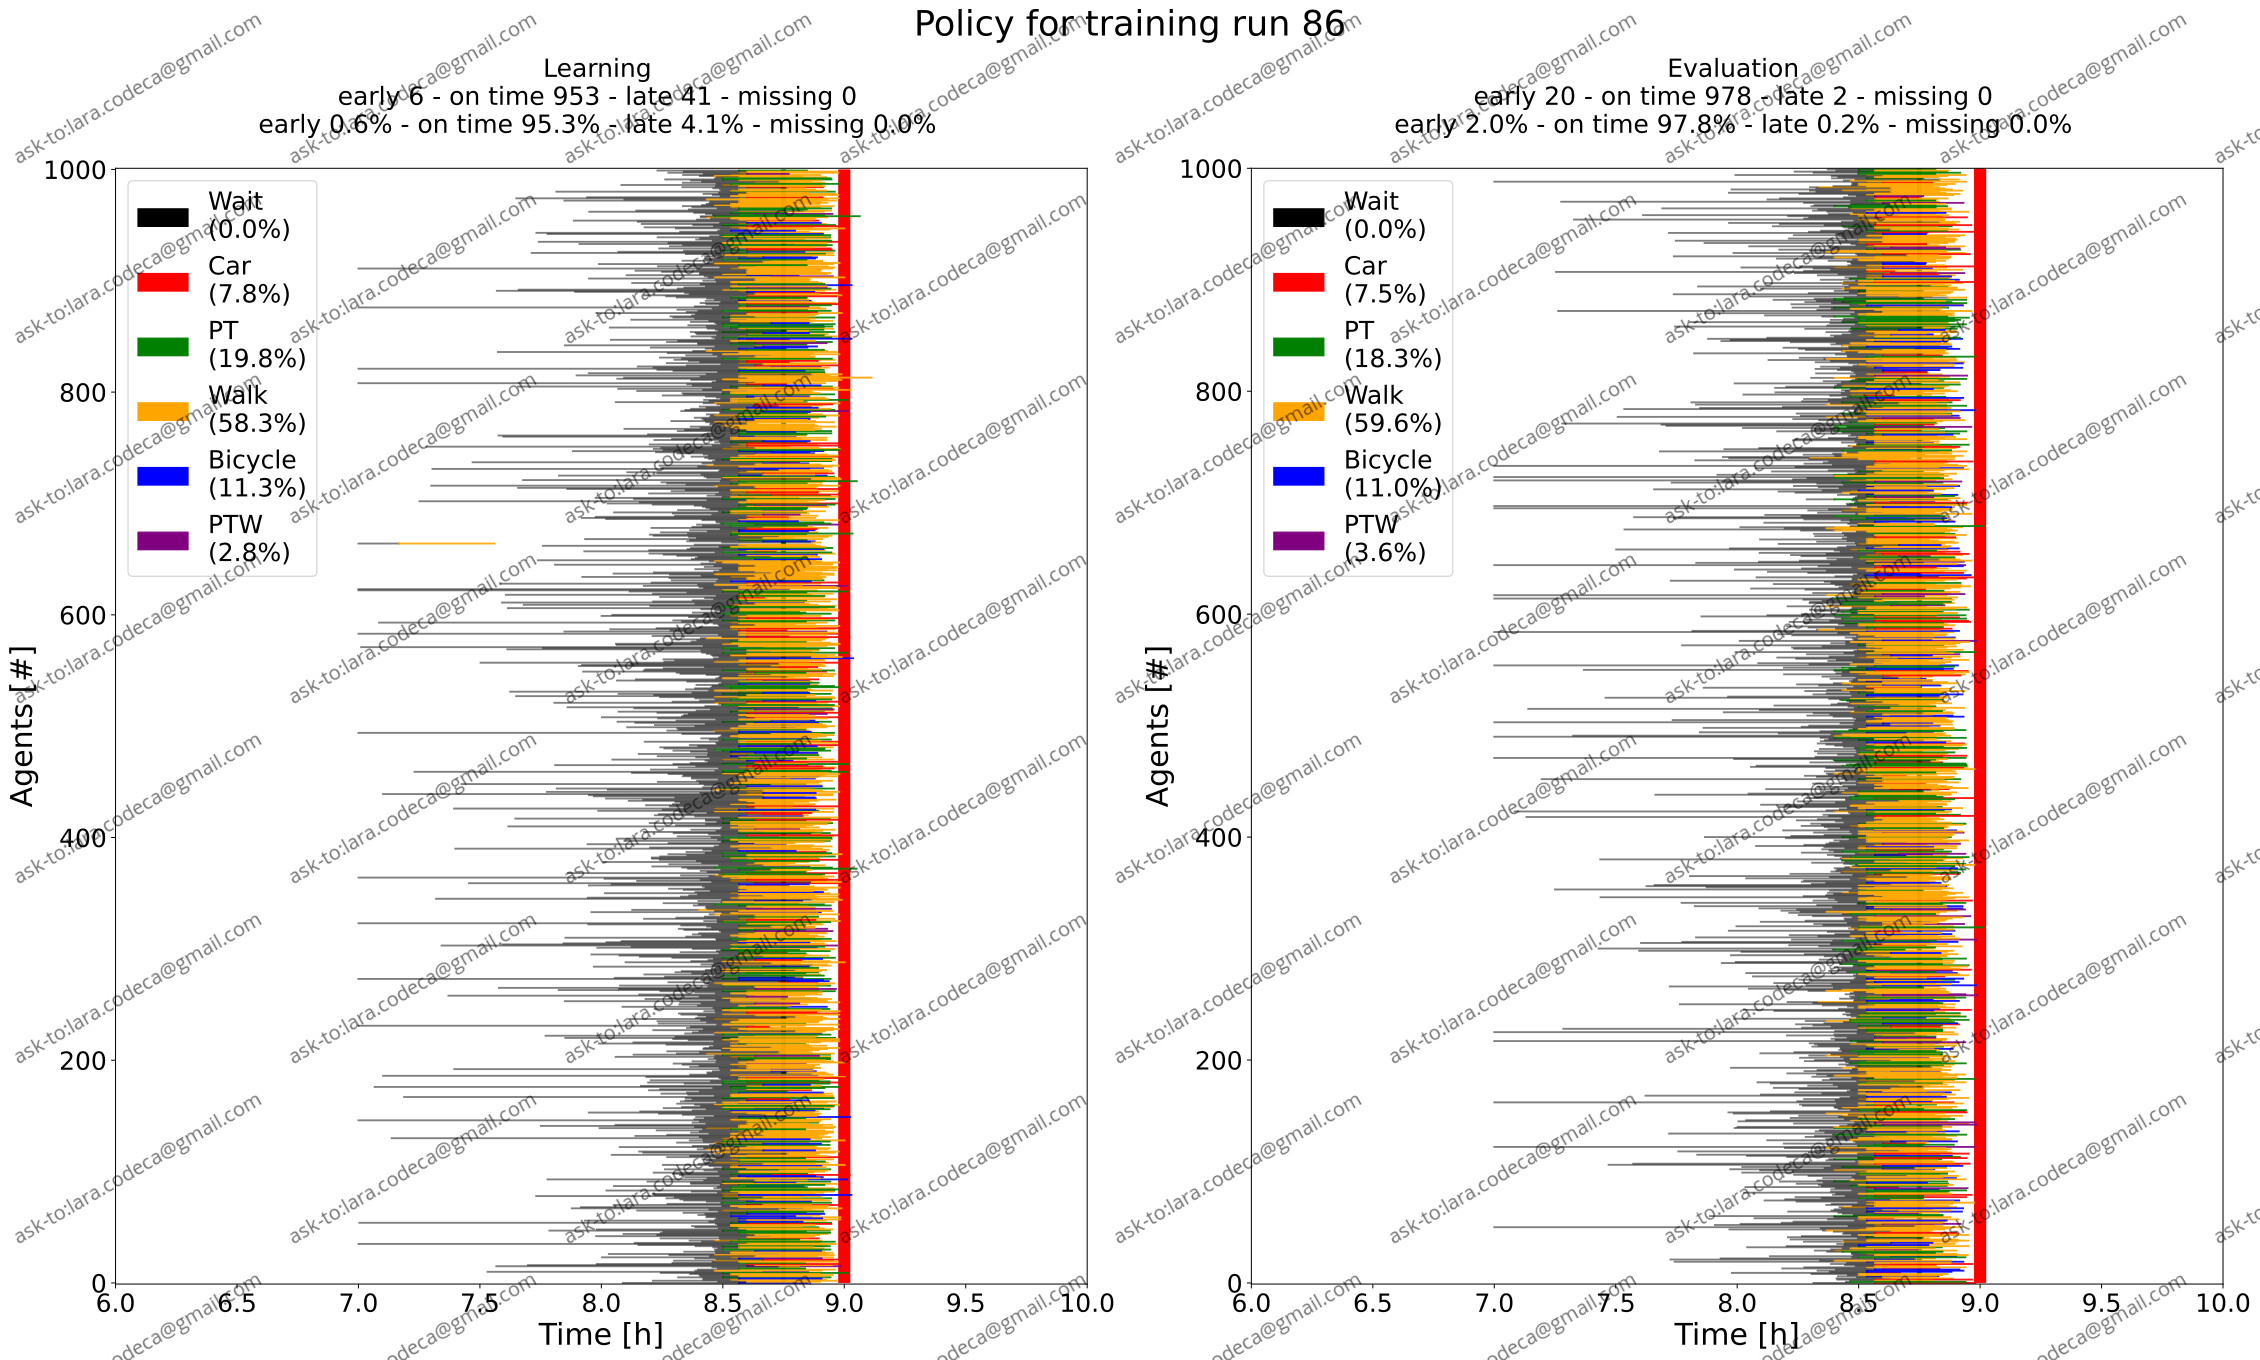 Policy for training run 86
Learning
early 6 - on time 953 - late 41 - missing 0
early 0.6% - on time 95.3% - late 4.1% - missing 0.0%
1000
800
600
400
200
0
Agents [#]
Wait
(0.0%)
Car
(7.8%)
PT
(19.8%)
Walk
(58.3%)
Bicycle
(11.3%)
PTW
(2.8%)
6.0 6.5 7.0 7.5 8.0 8.5 9.0 9.5 10.0
Time [h]
Evaluation
early 20 - on time 978 - late 2 - missing 0
early 2.0% - on time 97.8% - late 0.2% - missing 0.0%
1000
800
600
400
200
0
Agents [#]
Wait
(0.0%)
Car
(7.5%)
PT
(18.3%)
Walk
(59.6%)
Bicycle
(11.0%)
PTW
(3.6%)
6.0 6.5 7.0 7.5 8.0 8.5 9.0 9.5 10.0
Time [h]
ask-to:lara.codeca@gmail.com